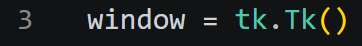 3 window = tk.Tk()